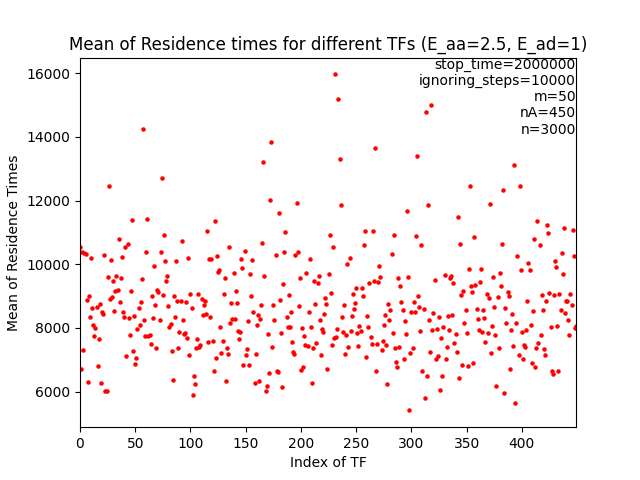 Mean of Residence times for different TFs (E_aa=2.5, E_ad=1)
stop_time=2000000
ignoring_steps=10000
m=50
nA=450
n=3000
16000
14000
12000
10000
8000
6000
Mean of Residence Times
0 50 100 150 200 250 300 350 400
Index of TF